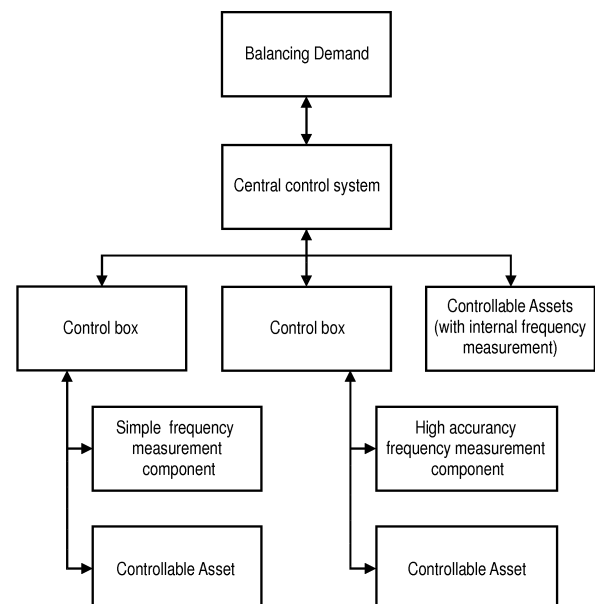 Balancing Demand
Central control system
Control box
Control box
Controllable Assets
(with internal frequency
measurement)
Simple frequency
measurement
component
High accurancy
frequency measurement
component
Controllable Asset
Controllable Asset